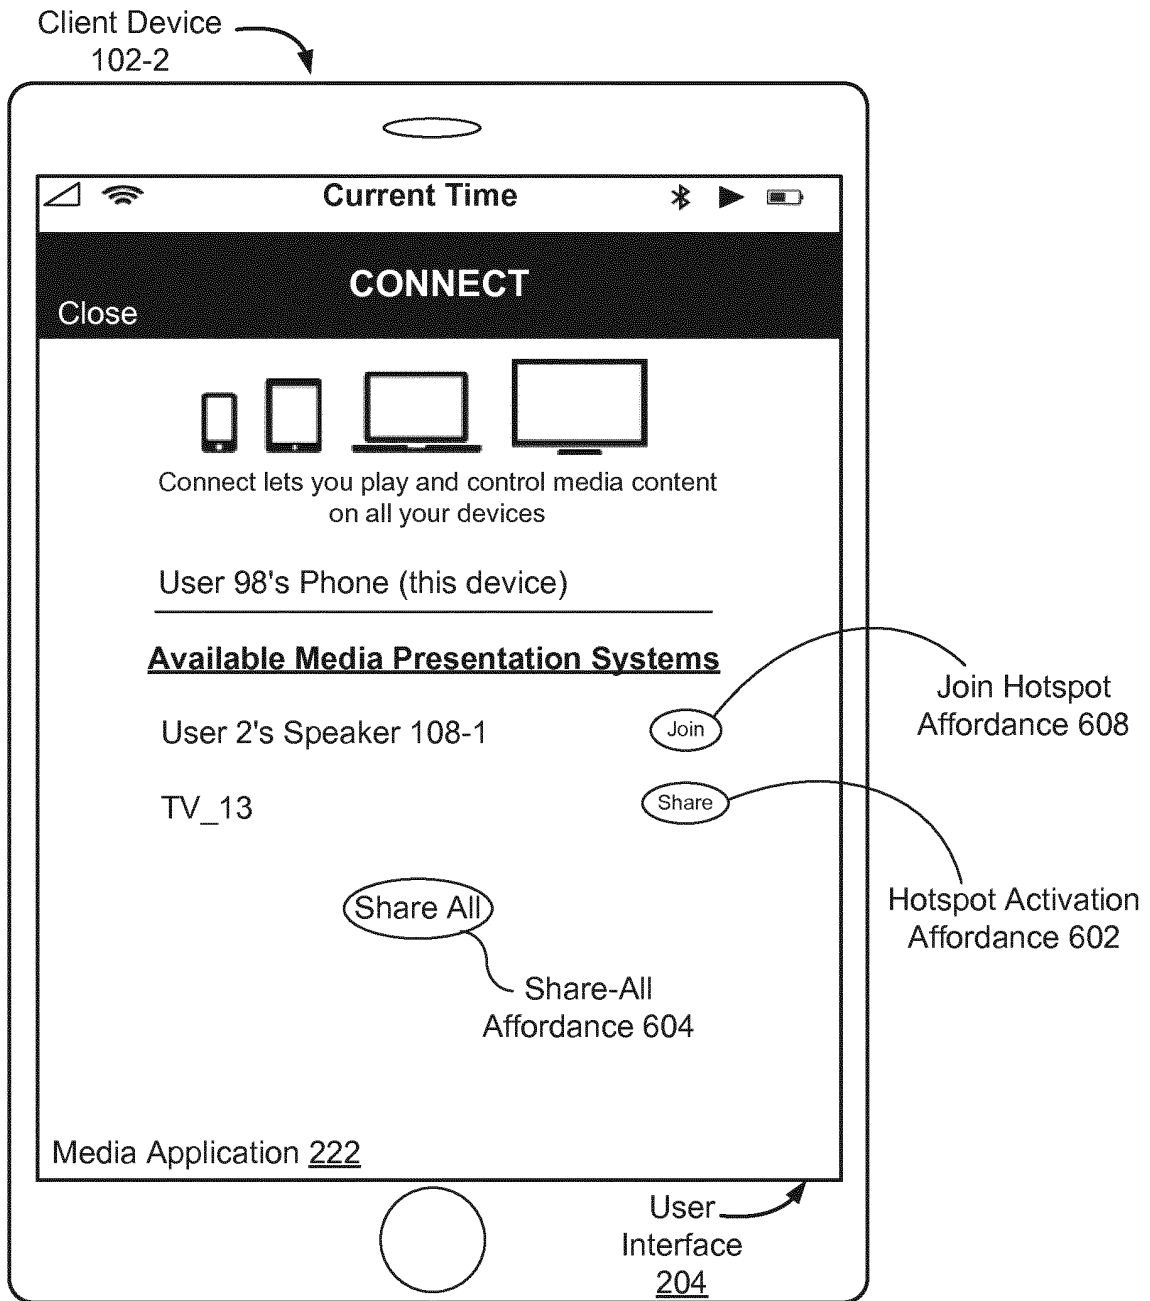 Client Device
102-2
Current Time
CONNECT
Close
Connect lets you play and control media content
on all your devices
User 98's Phone (this device)
Available Media Presentation Systems
User 2's Speaker 108-1
Join
Join Hotspot
Affordance 608
TV_13
Share
Hotspot Activation
Affordance 602
Share All
Share-All
Affordance 604
Media Application 222
User
Interface
204